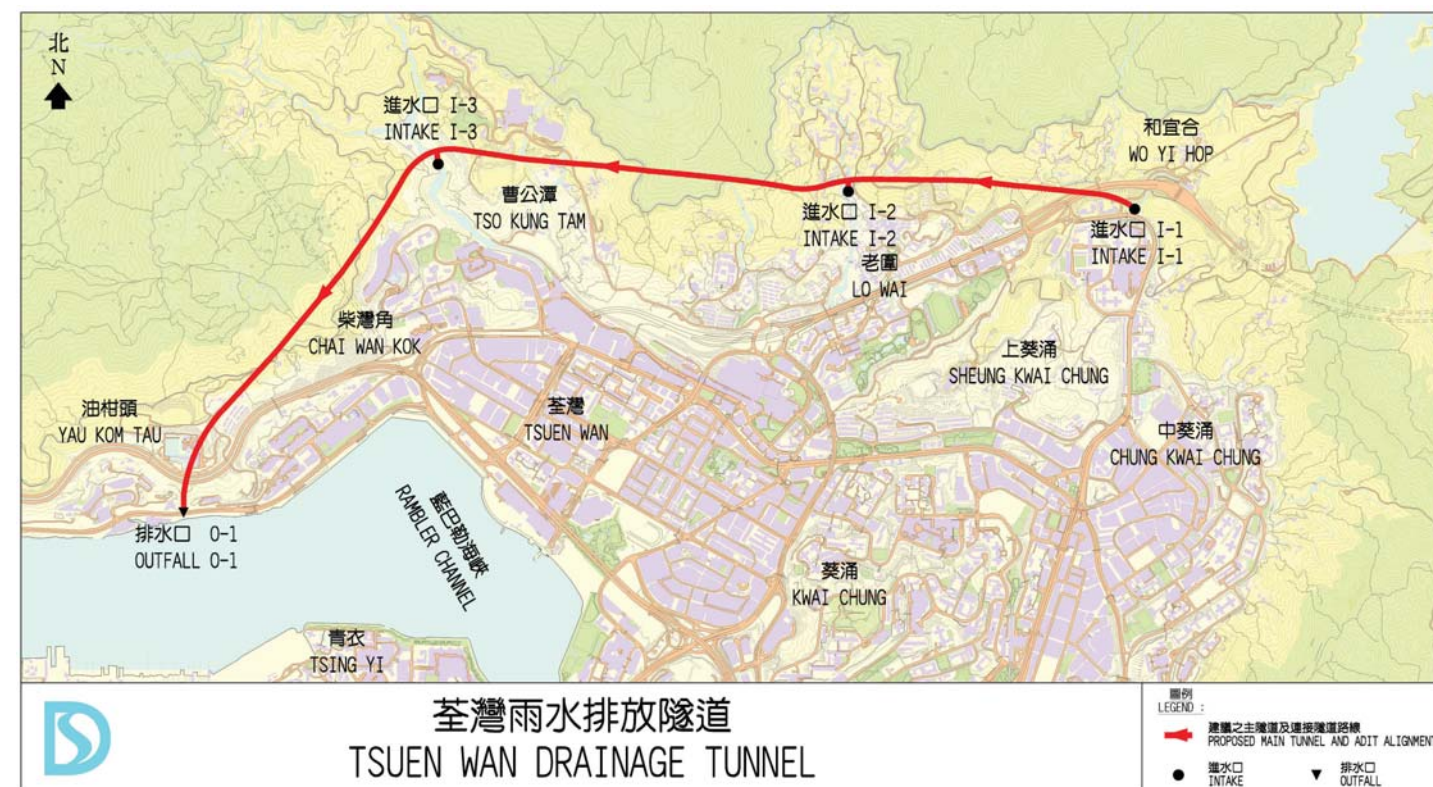 北
N
進水口 I-3
INTAKE I-3
和宜合
WO YI HOP
曹公潭
TSO KUNG TAM
進水口 I-2
INTAKE I-2
老圍
LO WAI
進水口 I-1
INTAKE I-1
柴灣角
CHAI WAN KOK
上葵涌
SHEUNG KWAI CHUNG
油柑頭
YAU KOM TAU
荃灣
TSUEN WAN
中葵涌
CHUNG KWAI CHUNG
藍巴勒海峽
RAMBLER CHANNEL
排水口 O-1
OUTFALL O-1
葵涌
KWAI CHUNG
青衣
TSING YI
荃灣雨水排放隧道
TSUEN WAN DRAINAGE TUNNEL
圖例
LEGEND :
建議之主隧道及連接隧道路線
PROPOSED MAIN TUNNEL AND ADIT ALIGNMENT
進水口
INTAKE
排水口
OUTFALL